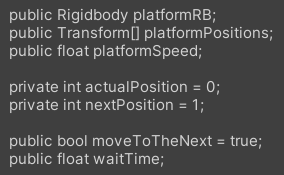 public Rigidbody platformRB;
public Transform[] platformPositions;
public float platformSpeed;

private int actualPosition = 0;
private int nextPosition = 1;

public bool moveToTheNext = true;
public float waitTime;